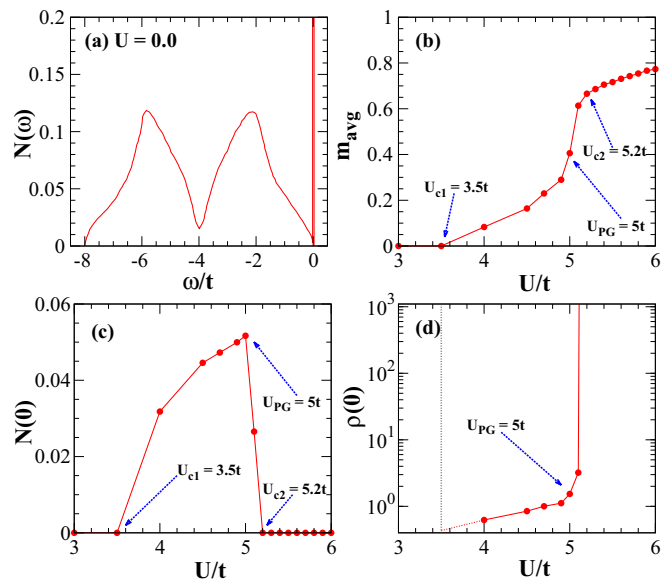 (a) U = 0.0
N(ω)
0.2
0.15
0.1
0.05
0
-8 -6 -4 -2 0
ω/t
(b)
m_avg
1
0.8
0.6
0.4
0.2
0
U_c1 = 3.5t
U_c2 = 5.2t
U_PG = 5t
3 4 5 6
U/t
(c)
N(0)
0.06
0.04
0.02
0.00
U_PG = 5t
U_c1 = 3.5t
U_c2 = 5.2t
3 4 5 6
U/t
(d)
ρ(0)
10^3
10^2
10^1
10^0
U_PG = 5t
3 4 5 6
U/t